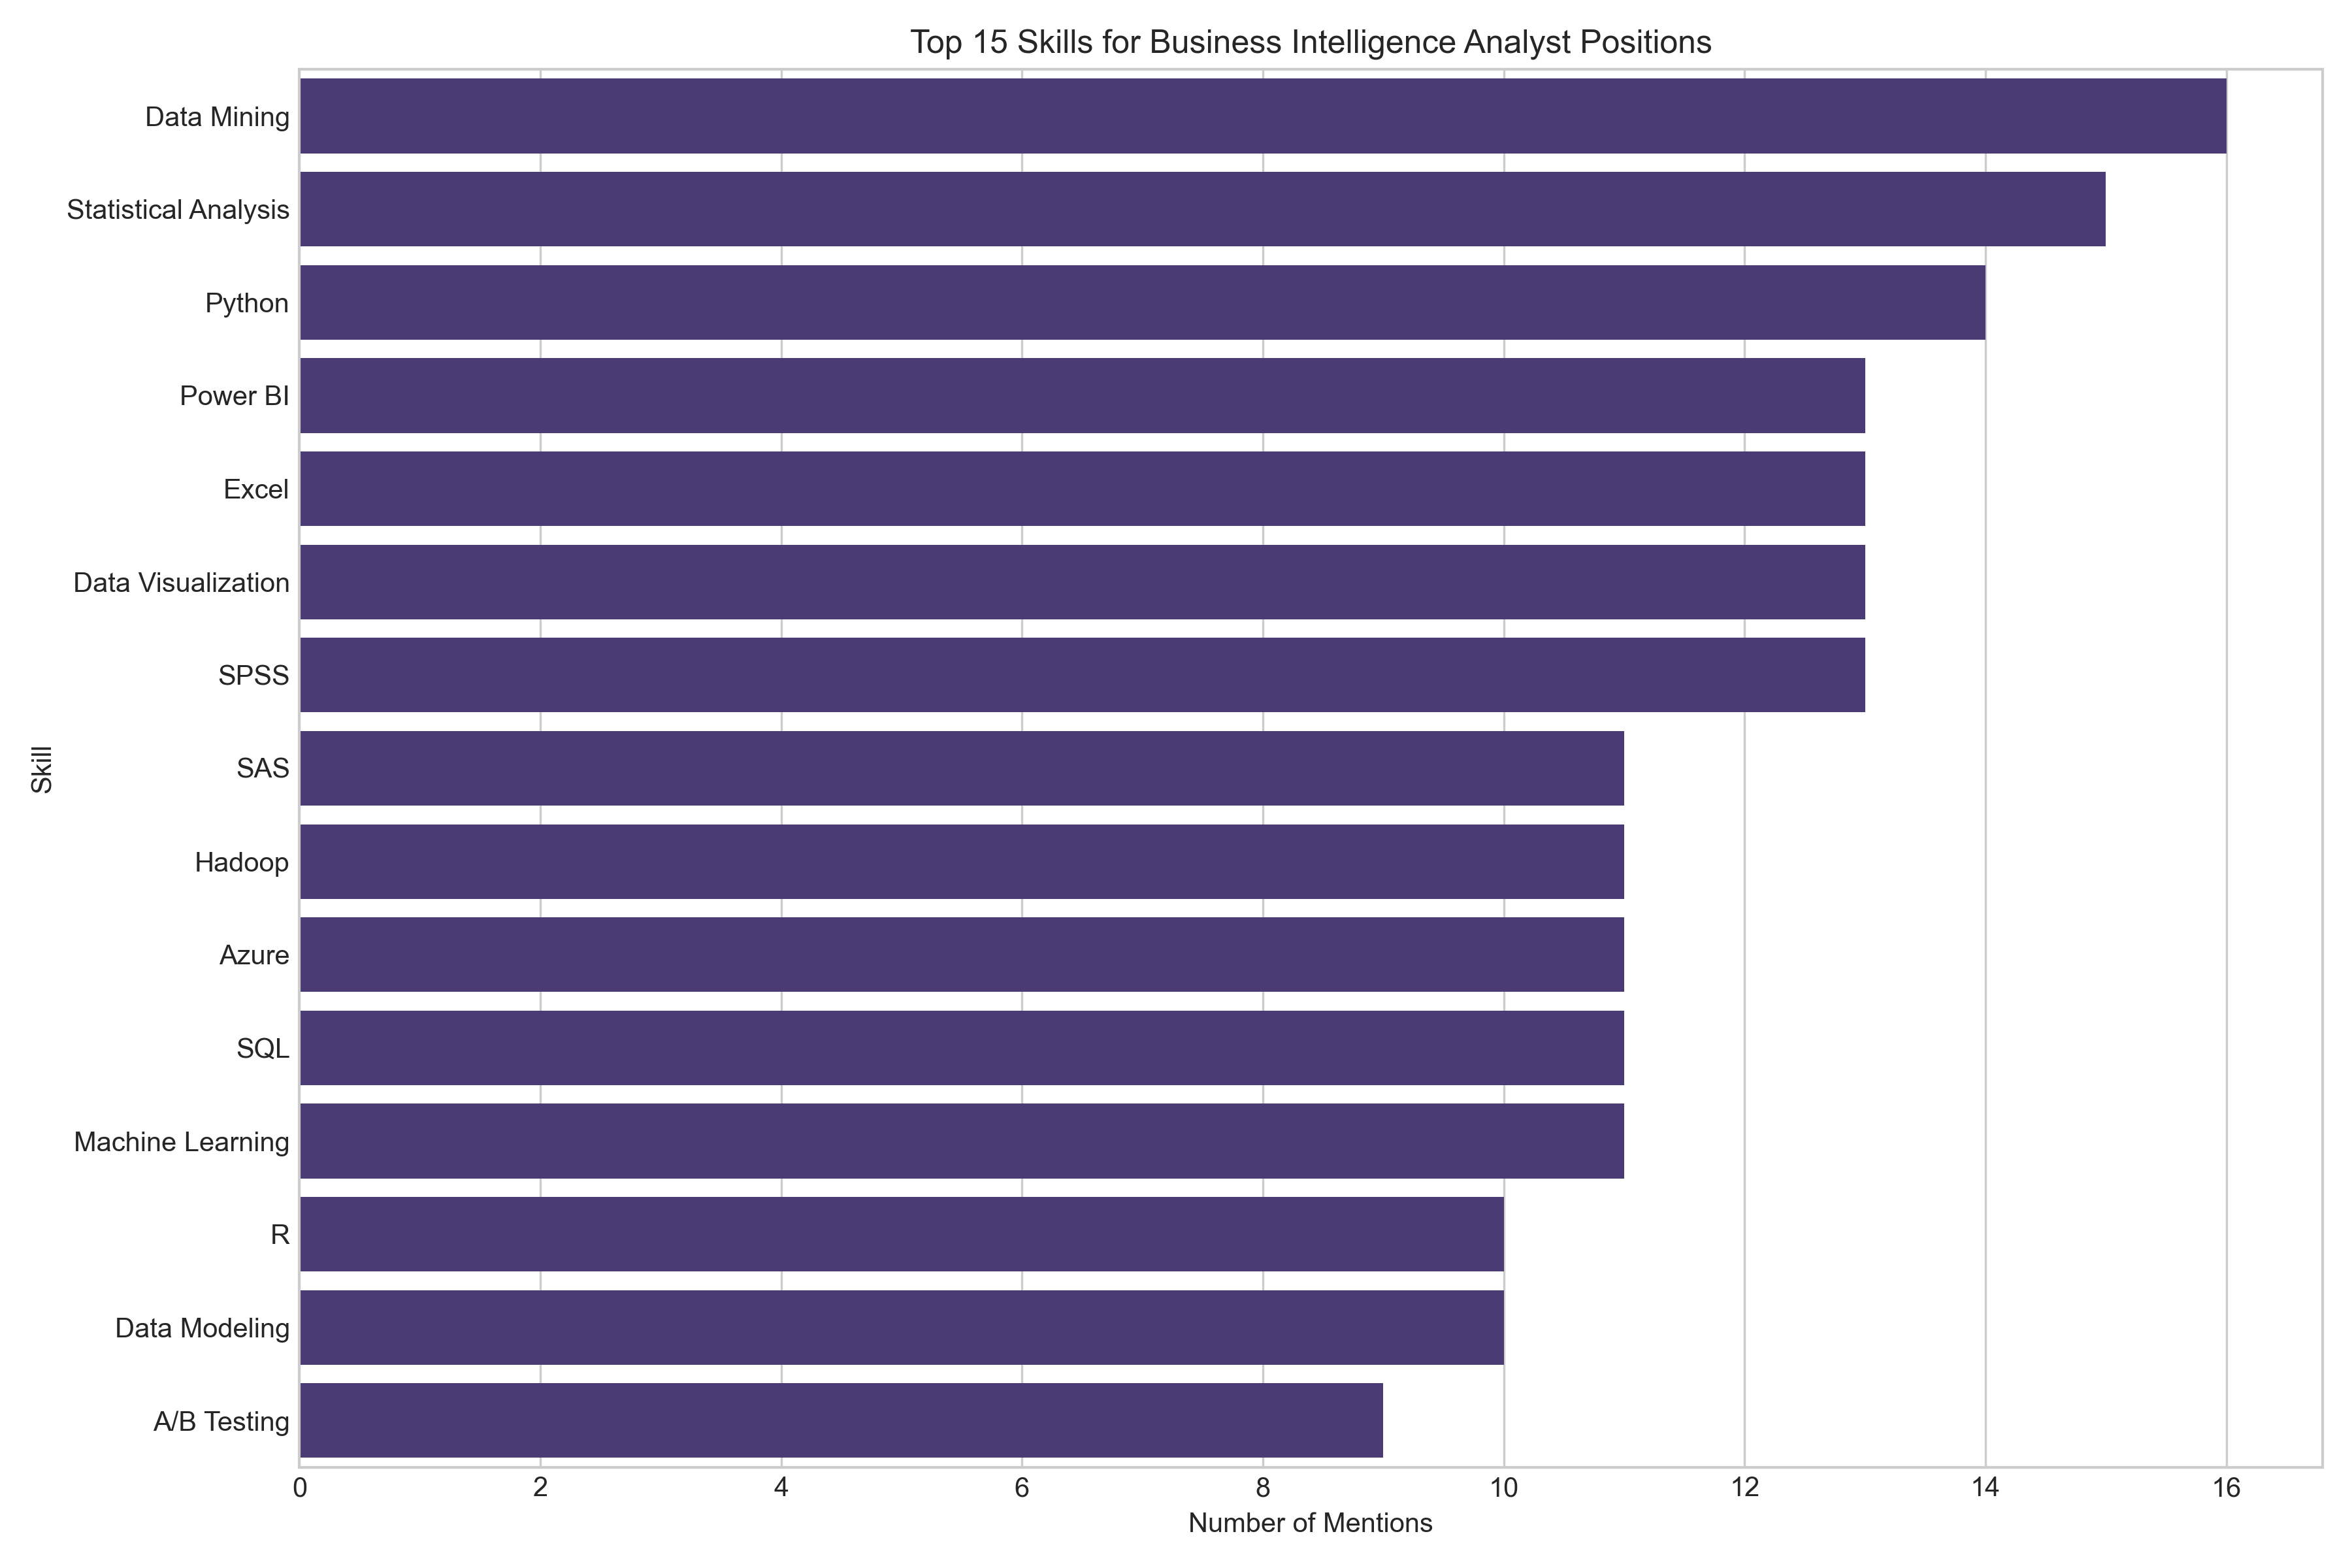 Top 15 Skills for Business Intelligence Analyst Positions
Skill
Data Mining
Statistical Analysis
Python
Power BI
Excel
Data Visualization
SPSS
SAS
Hadoop
Azure
SQL
Machine Learning
R
Data Modeling
A/B Testing
0 2 4 6 8 10 12 14 16
Number of Mentions